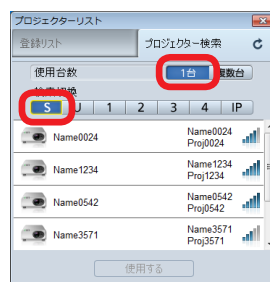 プロジェクターリスト
登録リスト プロジェクター検索
使用台数 1台 複数台
検索切換
S U 1 2 3 4 IP
Name0024 Name0024
Proj0024
Name1234 Name1234
Proj1234
Name0542 Name0542
Proj0542
Name3571 Name3571
Proj3571
使用する